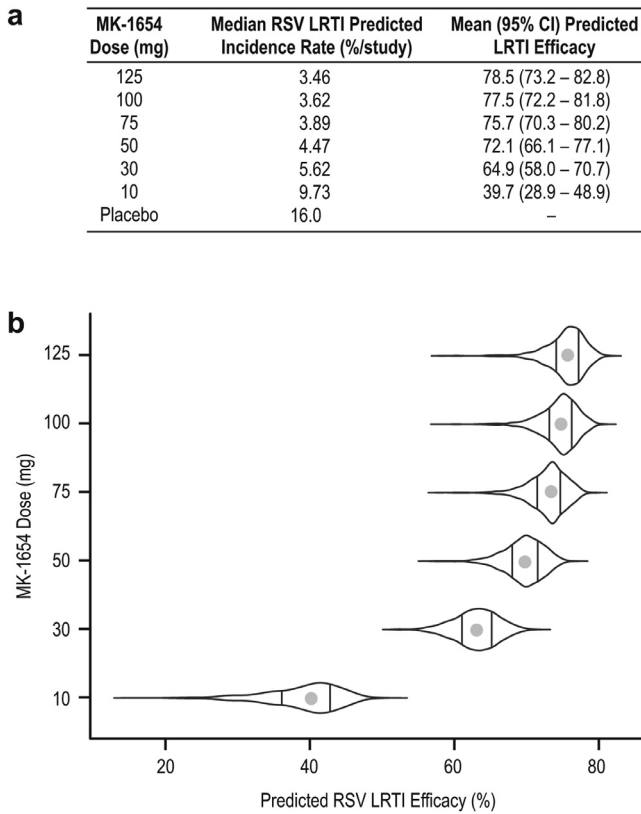 a
MK-1654 Dose (mg) Median RSV LRTI Predicted Incidence Rate (%/study) Mean (95% CI) Predicted LRTI Efficacy
125 3.46 78.5 (73.2 – 82.8)
100 3.62 77.5 (72.2 – 81.8)
75 3.89 75.7 (70.3 – 80.2)
50 4.47 72.1 (66.1 – 77.1)
30 5.62 64.9 (58.0 – 70.7)
10 9.73 39.7 (28.9 – 48.9)
Placebo 16.0 –
b
MK-1654 Dose (mg)
125
100
75
50
30
10
20 40 60 80
Predicted RSV LRTI Efficacy (%)